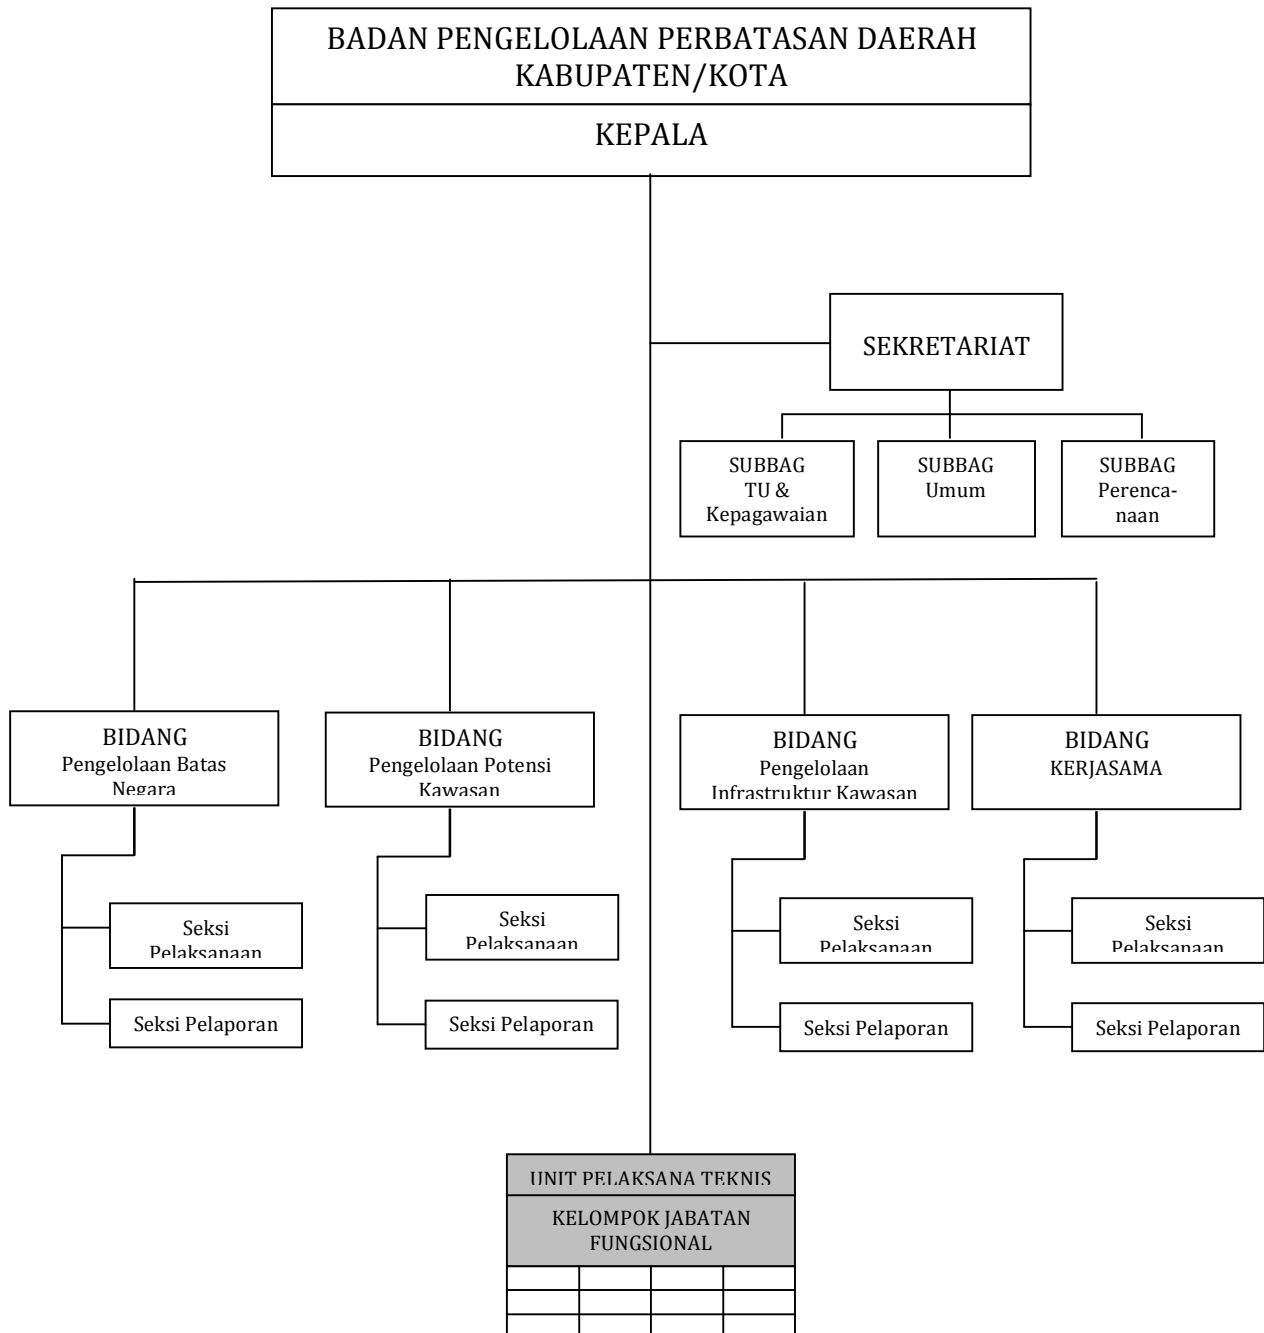 BADAN PENGELOLAAN PERBATASAN DAERAH
KABUPATEN/KOTA
KEPALA
SEKRETARIAT
SUBBAG
TU &
Kepagawaian
SUBBAG
Umum
SUBBAG
Perenca-
naan
BIDANG
Pengelolaan Batas
Negara
BIDANG
Pengelolaan Potensi
Kawasan
BIDANG
Pengelolaan
Infrastruktur Kawasan
BIDANG
KERJASAMA
Seksi
Pelaksanaan
Seksi Pelaporan
Seksi
Pelaksanaan
Seksi Pelaporan
Seksi
Pelaksanaan
Seksi Pelaporan
Seksi
Pelaksanaan
Seksi Pelaporan
UNIT PELAKSANA TEKNIS
KELOMPOK JABATAN
FUNGSIONAL